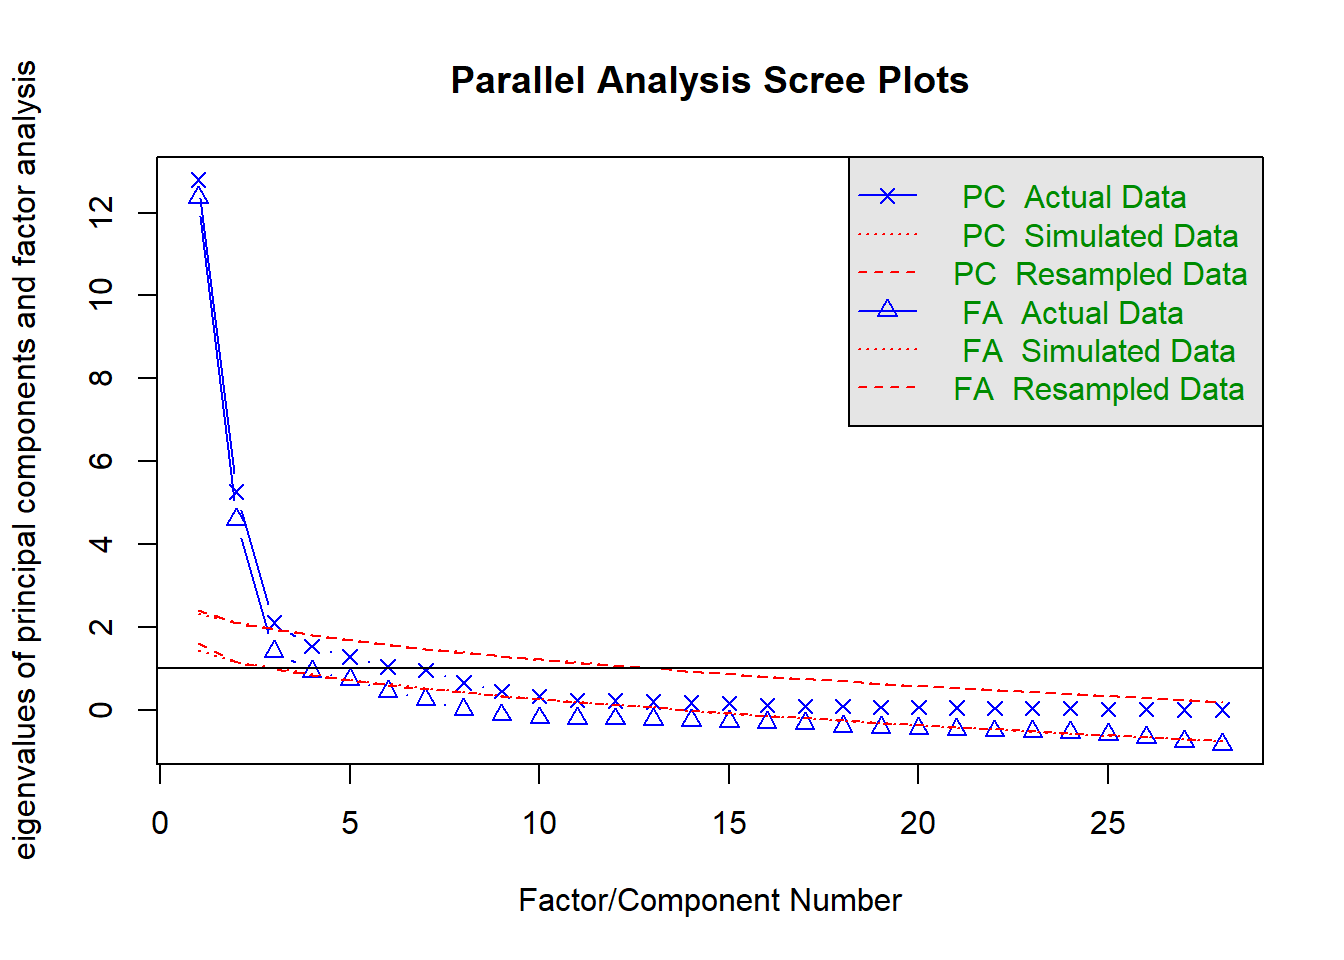 Parallel Analysis Scree Plots
eigenvalues of principal components and factor analysis
12
10
8
6
4
2
0
PC Actual Data
PC Simulated Data
PC Resampled Data
FA Actual Data
FA Simulated Data
FA Resampled Data
0 5 10 15 20 25
Factor/Component Number